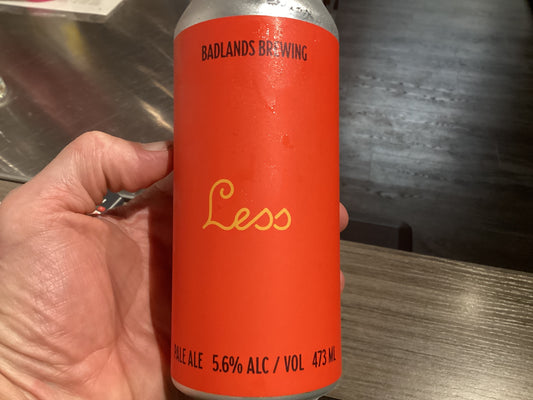 BADLANDS BREWING
Less
PALE ALE 5.6% ALC / VOL 473 ML